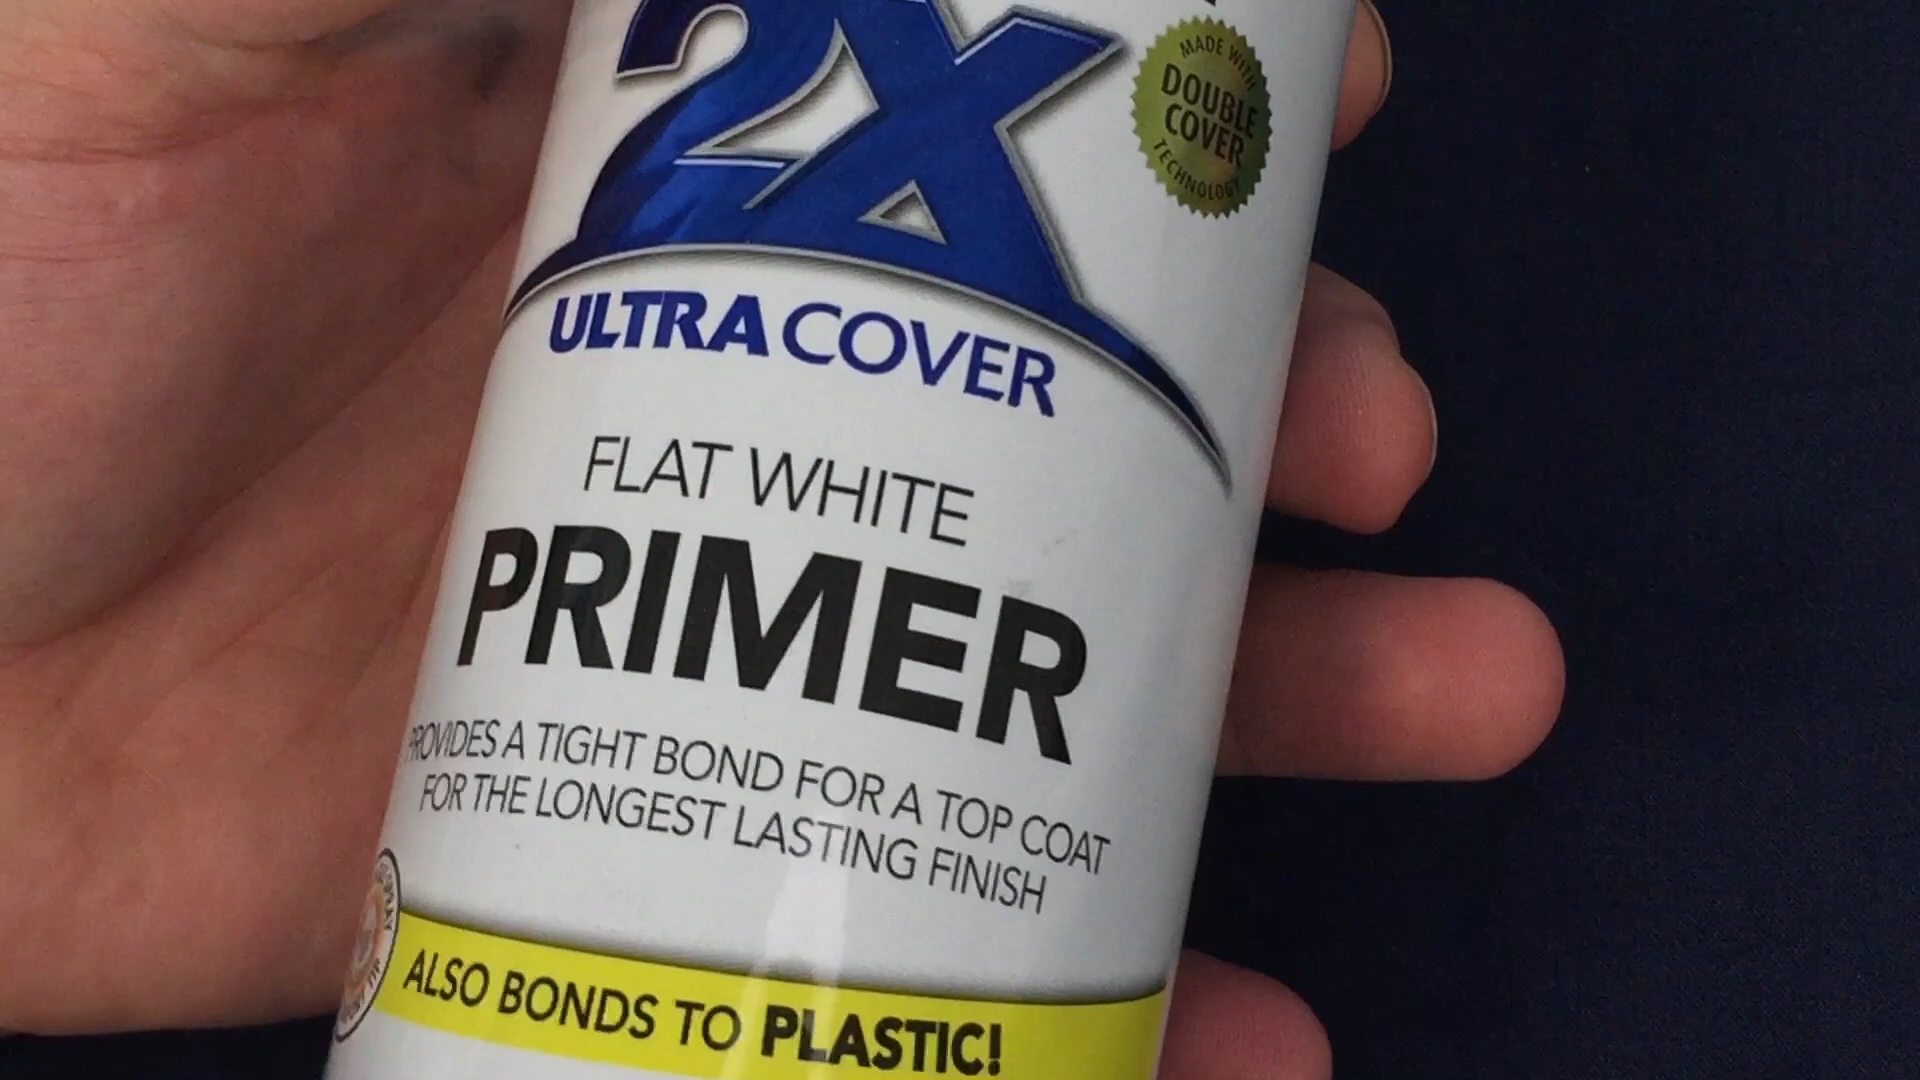 2X
MADE WITH
DOUBLE
COVER
TECHNOLOGY
ULTRA COVER
FLAT WHITE
PRIMER
PROVIDES A TIGHT BOND FOR A TOP COAT
FOR THE LONGEST LASTING FINISH
ALSO BONDS TO PLASTIC!